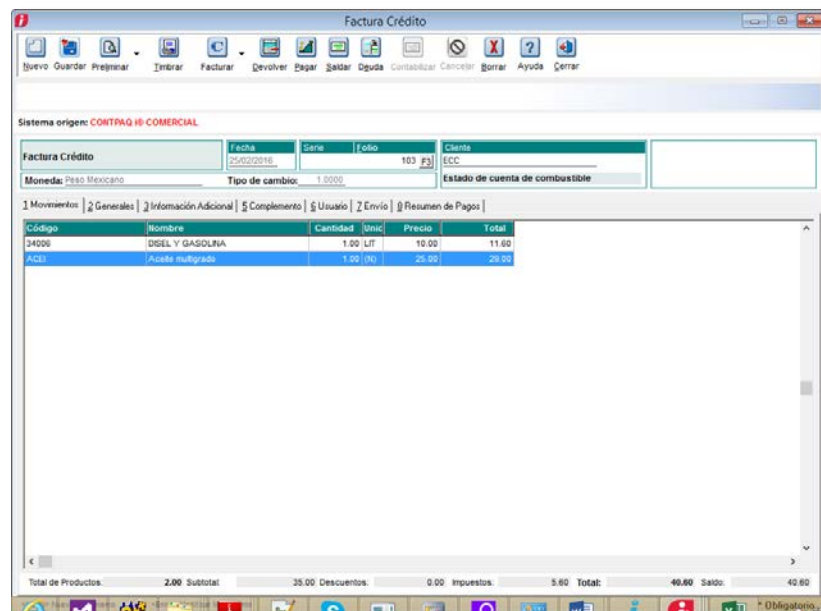 Factura Crédito
Nuevo Guardar Preliminar Timbrar Facturar Devolver Pagar Saldar Deuda Contabilizar Cancelar Borrar Ayuda Cerrar
Sistema origen: CONTPAQ i® COMERCIAL
Factura Crédito
Fecha Serie Folio Cliente
25/02/2016 103 F3 ECC
Moneda: Peso Mexicano Tipo de cambio: 1.0000 Estado de cuenta de combustible
1 Movimientos 2 Generales 3 Información Adicional 5 Complemento 6 Usuario 7 Envío 9 Resumen de Pagos
Código Nombre Cantidad Unic Precio Total
34006 DISEL Y GASOLINA 1.00 LIT 10.00 11.60
ACEI Aceite multigrado 1.00 (N) 25.00 29.00
Total de Productos: 2.00 Subtotal: 35.00 Descuentos: 0.00 Impuestos: 5.60 Total: 40.60 Saldo: 40.60
* Obligatorio